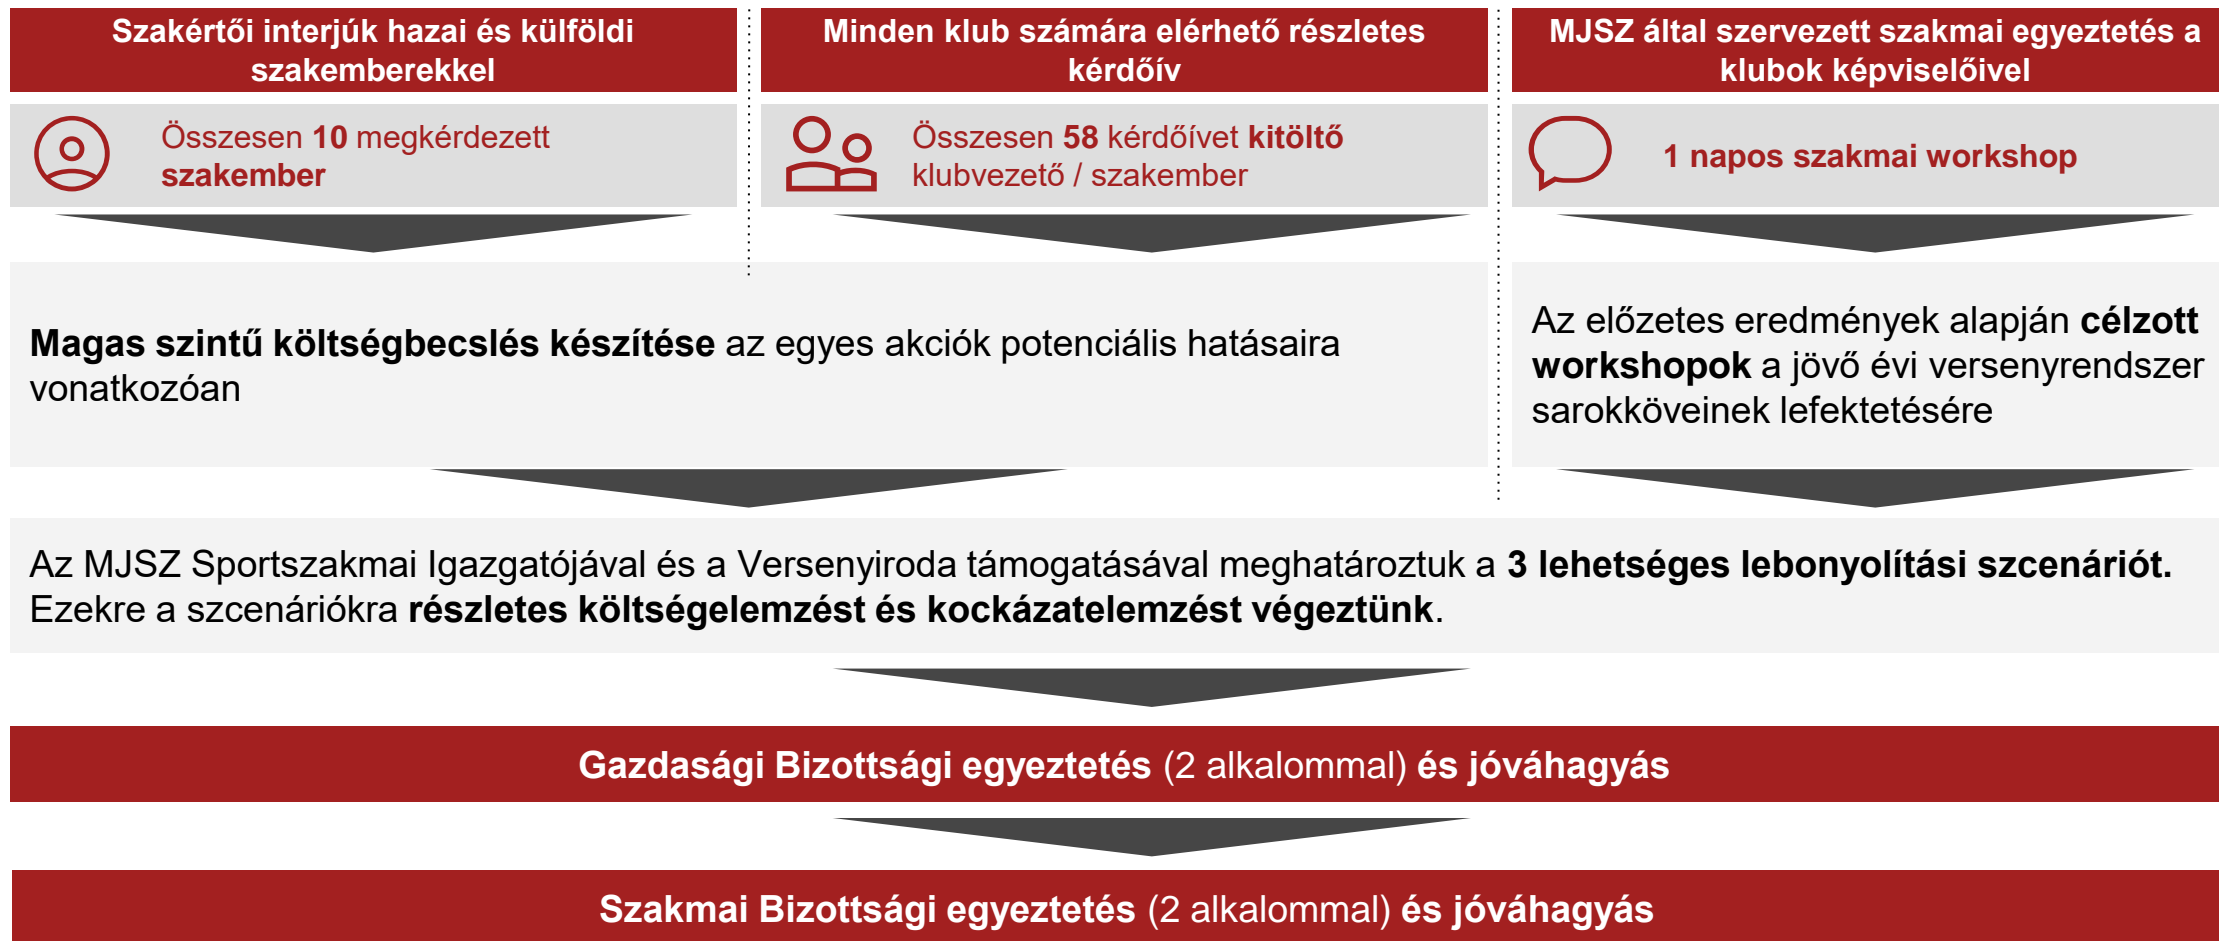 Szakértői interjúk hazai és külföldi
szakemberekkel
Minden klub számára elérhető részletes
kérdőív
MJSZ által szervezett szakmai egyeztetés a
klubok képviselőivel
Összesen 10 megkérdezett
szakember
Összesen 58 kérdőívet kitöltő
klubvezető / szakember
1 napos szakmai workshop
Magas szintű költségbecslés készítése az egyes akciók potenciális hatásaira
vonatkozóan
Az előzetes eredmények alapján célzott
workshopok a jövő évi versenyrendszer
sarokköveinek lefektetésére
Az MJSZ Sportszakmai Igazgatójával és a Versenyiroda támogatásával meghatároztuk a 3 lehetséges lebonyolítási szcenáriót.
Ezekre a szcenáriókra részletes költségelemzést és kockázatelemzést végeztünk.
Gazdasági Bizottsági egyeztetés (2 alkalommal) és jóváhagyás
Szakmai Bizottsági egyeztetés (2 alkalommal) és jóváhagyás